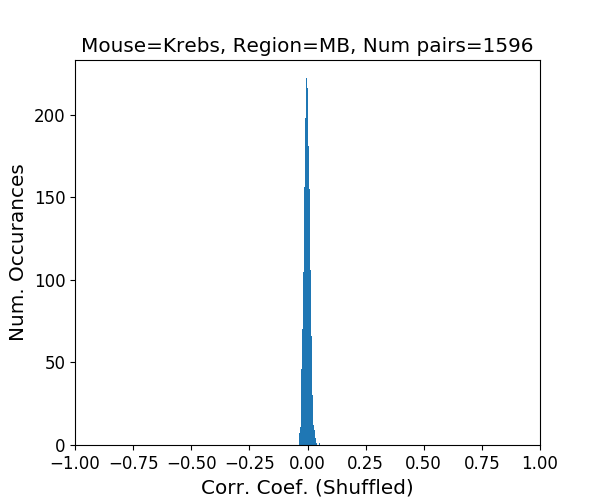 Mouse=Krebs, Region=MB, Num pairs=1596
Num. Occurances
200
150
100
50
0
−1.00 −0.75 −0.50 −0.25 0.00 0.25 0.50 0.75 1.00
Corr. Coef. (Shuffled)